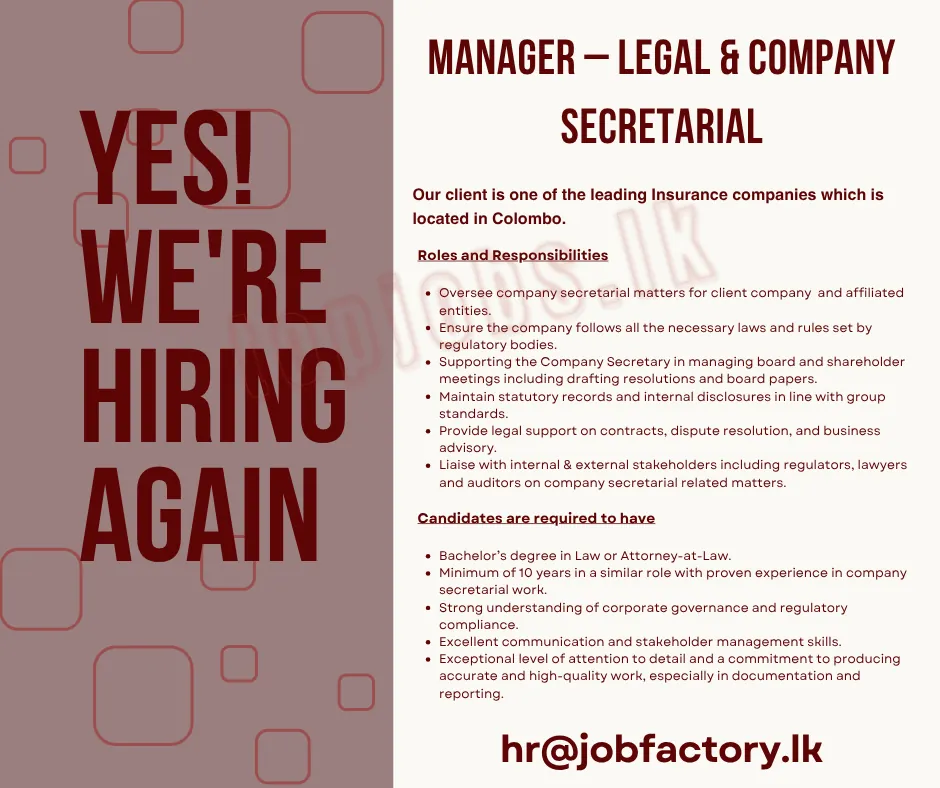 YES!
WE'RE
HIRING
AGAIN
MANAGER – LEGAL & COMPANY
SECRETARIAL
Our client is one of the leading Insurance companies which is
located in Colombo.
Roles and Responsibilities
• Oversee company secretarial matters for client company and affiliated
entities.
• Ensure the company follows all the necessary laws and rules set by
regulatory bodies.
• Supporting the Company Secretary in managing board and shareholder
meetings including drafting resolutions and board papers.
• Maintain statutory records and internal disclosures in line with group
standards.
• Provide legal support on contracts, dispute resolution, and business
advisory.
• Liaise with internal & external stakeholders including regulators, lawyers
and auditors on company secretarial related matters.
Candidates are required to have
• Bachelor’s degree in Law or Attorney-at-Law.
• Minimum of 10 years in a similar role with proven experience in company
secretarial work.
• Strong understanding of corporate governance and regulatory
compliance.
• Excellent communication and stakeholder management skills.
• Exceptional level of attention to detail and a commitment to producing
accurate and high-quality work, especially in documentation and
reporting.
hr@jobfactory.lk